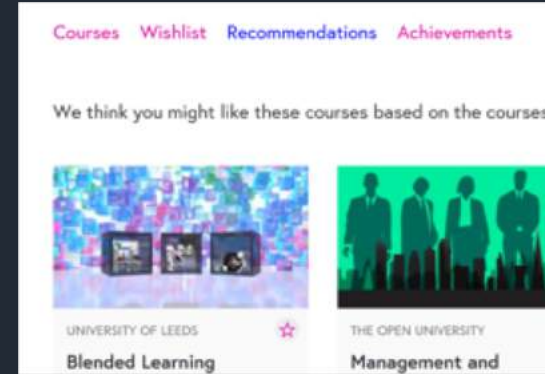 Courses Wishlist Recommendations Achievements
We think you might like these courses based on the courses
UNIVERSITY OF LEEDS
Blended Learning
THE OPEN UNIVERSITY
Management and